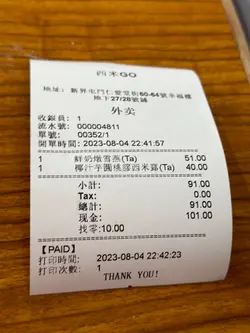 西米GO
地址: 新界屯門仁愛堂街60-64號幸福樓
地下27/28號舖
外卖
收銀員: 1
流水號: 000004811
單號: 00352/1
開單時間: 2023-08-04 22:41:57
1 鮮奶燉雪燕(Ta) 51.00
1 椰汁芋圓桃膠西米露(Ta) 40.00
小計: 91.00
Tax: 0.00
總計: 91.00
现金: 101.00
找零:10.00
【PAID】
打印時間: 2023-08-04 22:42:23
打印次數: 1
THANK YOU!